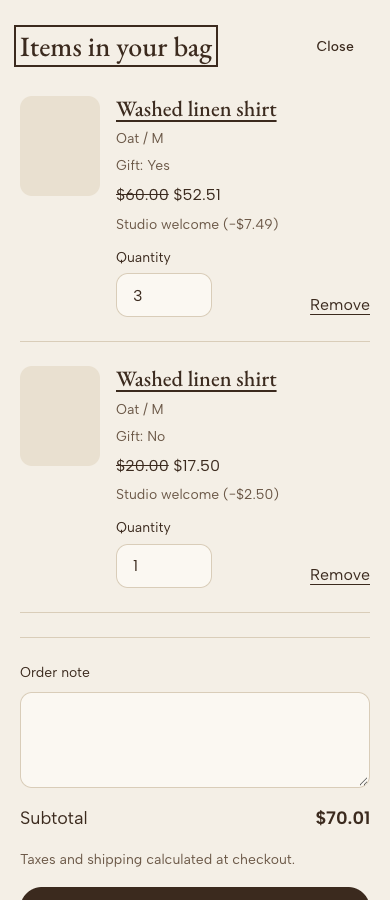 Items in your bag
Close
Washed linen shirt
Oat / M
Gift: Yes
$60.00 $52.51
Studio welcome (−$7.49)
Quantity
3
Remove
Washed linen shirt
Oat / M
Gift: No
$20.00 $17.50
Studio welcome (−$2.50)
Quantity
1
Remove
Order note
Subtotal
$70.01
Taxes and shipping calculated at checkout.